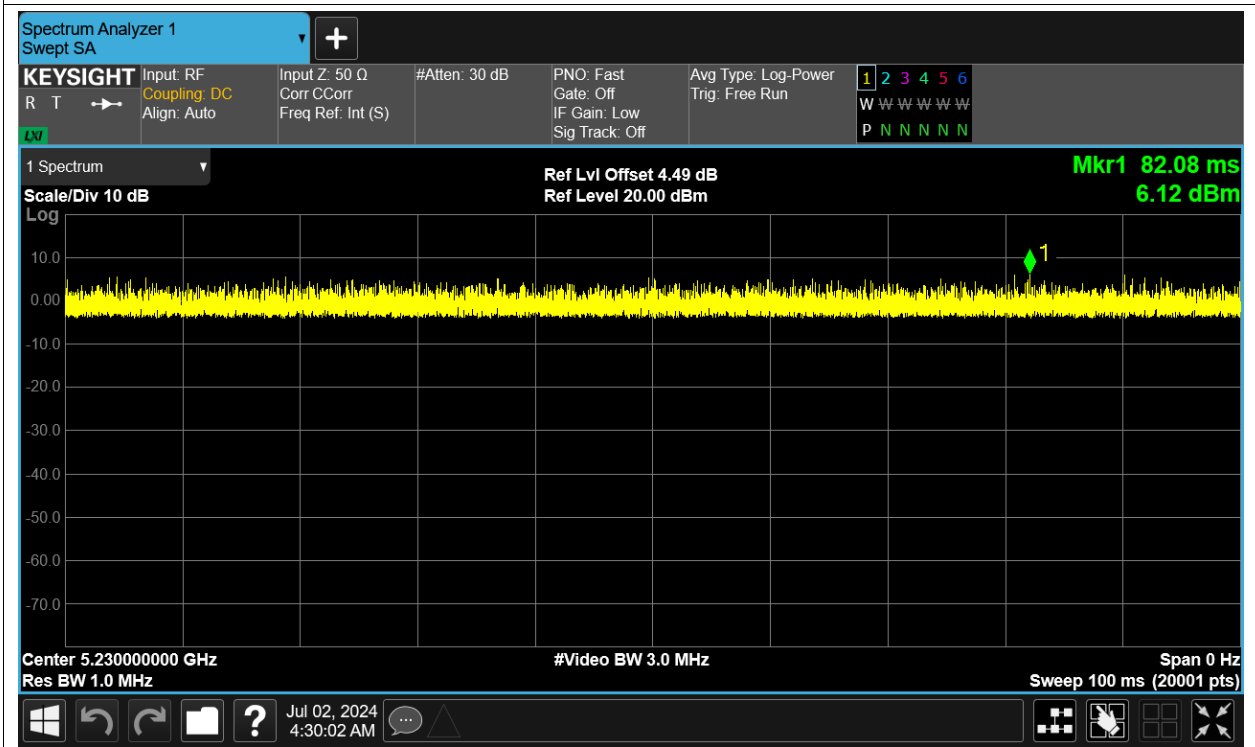 Spectrum Analyzer 1
Swept SA
KEYSIGHT
R T
LXI
Input: RF
Coupling: DC
Align: Auto
Input Z: 50 Ω
Corr CCorr
Freq Ref: Int (S)
#Atten: 30 dB
PNO: Fast
Gate: Off
IF Gain: Low
Sig Track: Off
Avg Type: Log-Power
Trig: Free Run
1 2 3 4 5 6
W W W W W W
P N N N N N
1 Spectrum
Scale/Div 10 dB
Log
Ref Lvl Offset 4.49 dB
Ref Level 20.00 dBm
Mkr1 82.08 ms
6.12 dBm
1
10.0
0.00
-10.0
-20.0
-30.0
-40.0
-50.0
-60.0
-70.0
Center 5.230000000 GHz
Res BW 1.0 MHz
#Video BW 3.0 MHz
Span 0 Hz
Sweep 100 ms (20001 pts)
?
Jul 02, 2024
4:30:02 AM